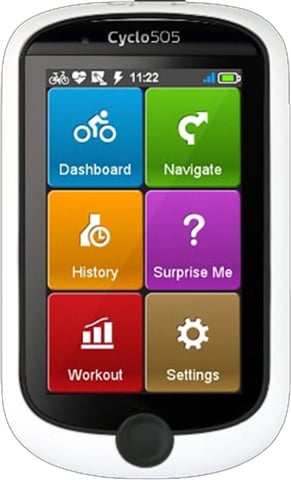 Cyclo505
11:22
Dashboard Navigate
History Surprise Me
Workout Settings